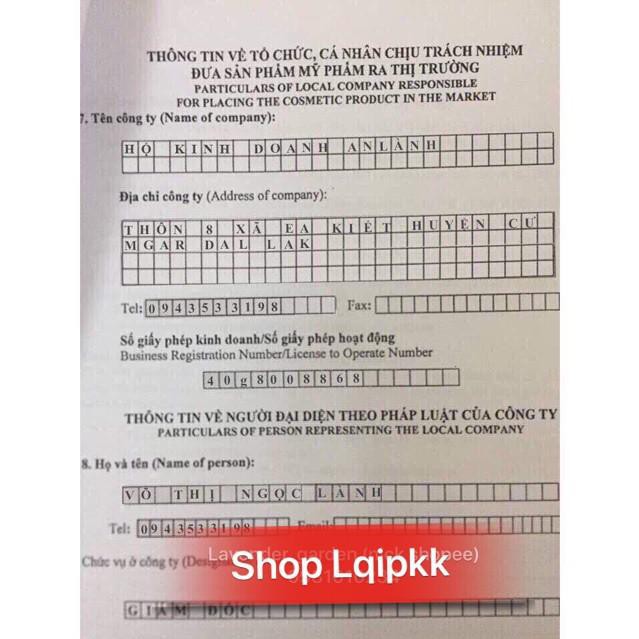 THÔNG TIN VỀ TỔ CHỨC, CÁ NHÂN CHỊU TRÁCH NHIỆM
ĐƯA SẢN PHẨM MỸ PHẨM RA THỊ TRƯỜNG
PARTICULARS OF LOCAL COMPANY RESPONSIBLE
FOR PLACING THE COSMETIC PRODUCT IN THE MARKET
7. Tên công ty (Name of company):
HỘ KINH DOANH ANLÀNH
Địa chỉ công ty (Address of company):
THÔN 8 XÃ EA KIẾT HUYỆN CƯ
MGAR DAL LAK
Tel: 09435333198 Fax:
Số giấy phép kinh doanh/Số giấy phép hoạt động
Business Registration Number/License to Operate Number
40g8008868
THÔNG TIN VỀ NGƯỜI ĐẠI DIỆN THEO PHÁP LUẬT CỦA CÔNG TY
PARTICULARS OF PERSON REPRESENTING THE LOCAL COMPANY
8. Họ và tên (Name of person):
VÕ THỊ NGỌC LÀNH
Tel: 09435333198 Email:
Lavender_garden (nick shopee)
Chức vụ ở công ty
Shop Lqipkk
GIÁM ĐỐC